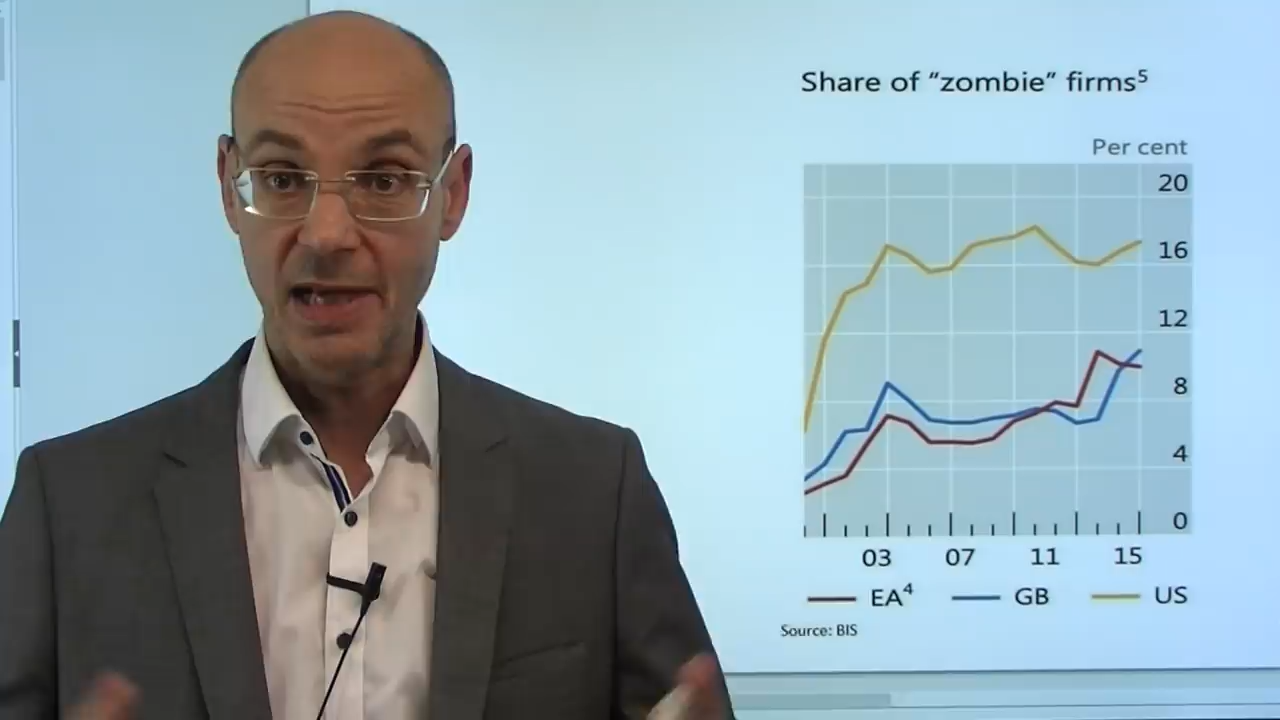 Share of “zombie” firms⁵
Per cent
20
16
12
8
4
0
03 07 11 15
EA⁴ GB US
Source: BIS